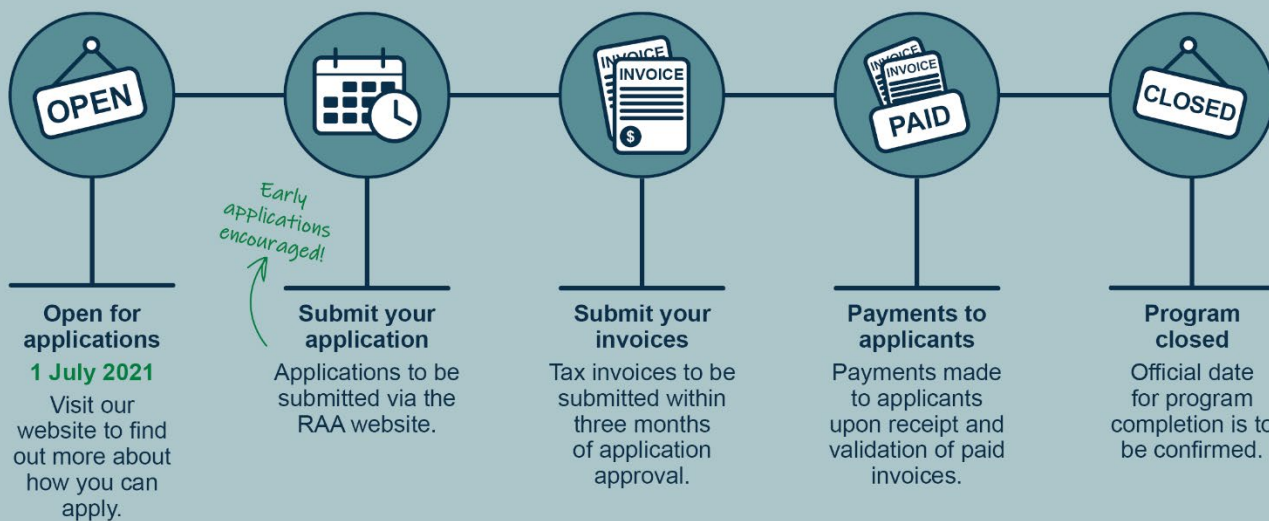 OPEN
INVOICE
INVOICE
$
INVOICE
INVOICE
PAID
CLOSED
Early
applications
encouraged!
Open for
applications
1 July 2021
Visit our
website to find
out more about
how you can
apply.
Submit your
application
Applications to be
submitted via the
RAA website.
Submit your
invoices
Tax invoices to be
submitted within
three months
of application
approval.
Payments to
applicants
Payments made
to applicants
upon receipt and
validation of paid
invoices.
Program
closed
Official date
for program
completion is to
be confirmed.